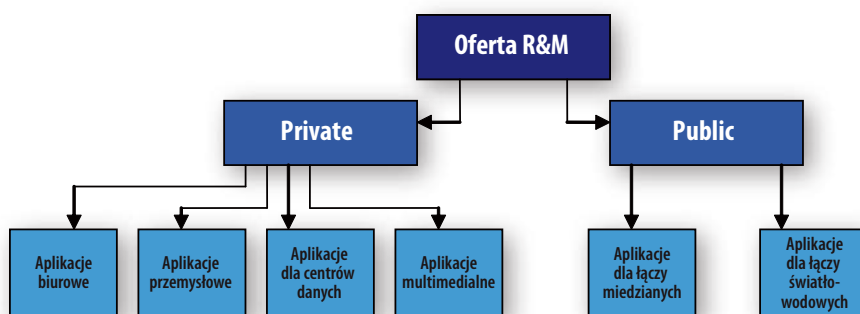 Oferta R&M
Private
Public
Aplikacje
biurowe
Aplikacje
przemysłowe
Aplikacje
dla centrów
danych
Aplikacje
multimedialne
Aplikacje
dla łączy
miedzianych
Aplikacje
dla łączy
światło-
wodowych